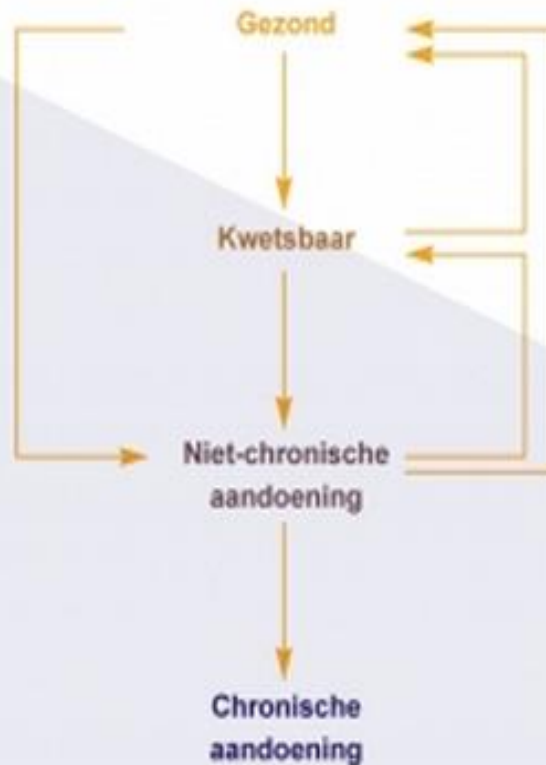 Gezond
Kwetsbaar
Niet-chronische
aandoening
Chronische
aandoening